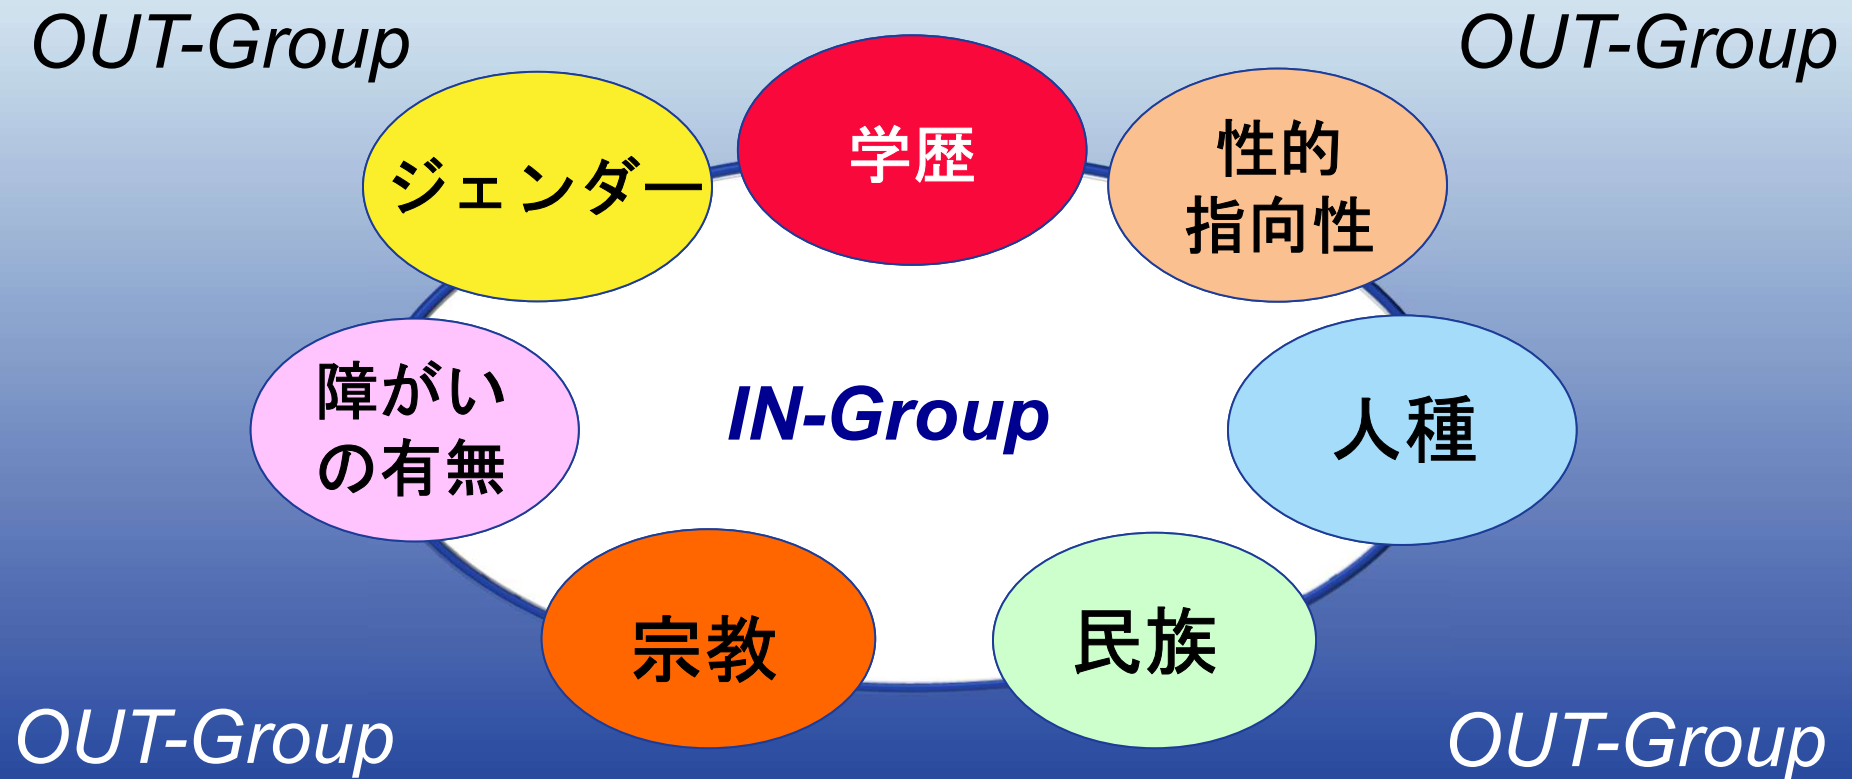 OUT-Group
OUT-Group
ジェンダー
学歴
性的
指向性
障がい
の有無
IN-Group
人種
宗教
民族
OUT-Group
OUT-Group